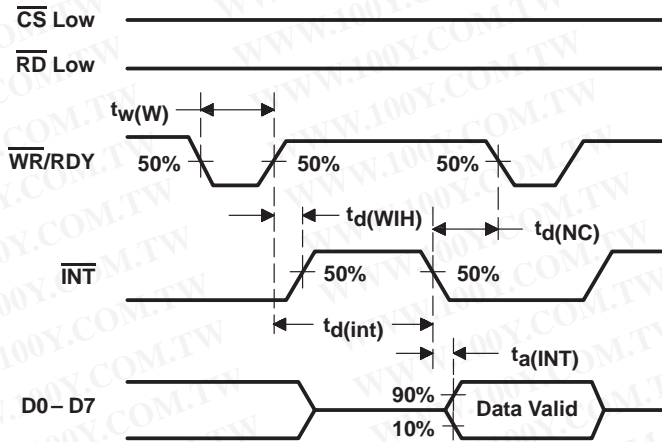 CS Low
RD Low
tw(W)
WR/RDY
50%
50%
50%
td(WIH)
td(NC)
INT
50%
50%
td(int)
ta(INT)
D0–D7
90%
Data Valid
10%
WWW.100Y.COM.TW